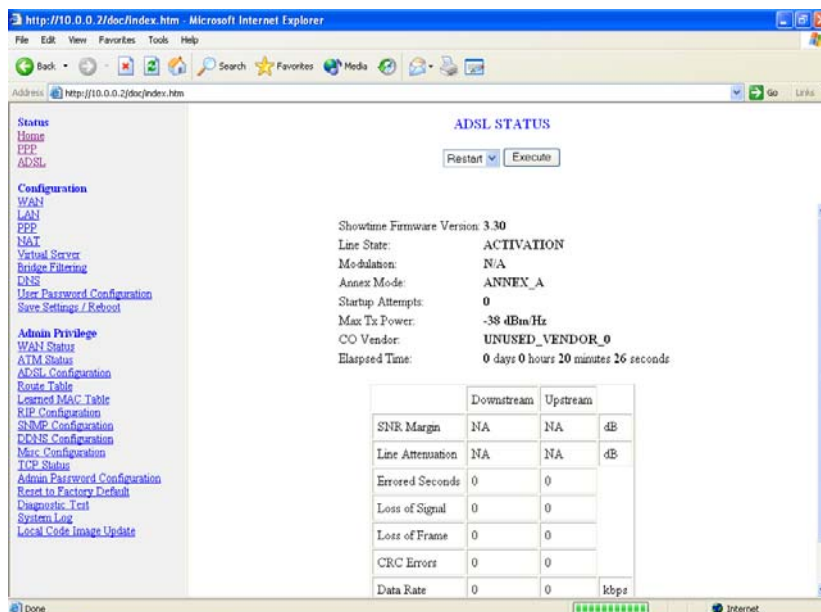 http://10.0.0.2/doc/index.htm - Microsoft Internet Explorer
File Edit View Favorites Tools Help
Back Search Favorites Media
Address http://10.0.0.2/doc/index.htm Go Links
Status
Home
PPP
ADSL
Configuration
WAN
LAN
PPP
NAT
Virtual Server
Bridge Filtering
DNS
User Password Configuration
Save Settings / Reboot
Admin Privilege
WAN Status
ATM Status
ADSL Configuration
Route Table
Learned MAC Table
RIP Configuration
SNMP Configuration
DDNS Configuration
Misc Configuration
TCP Status
Admin Password Configuration
Reset to Factory Default
Diagnostic Test
System Log
Local Code Image Update
ADSL STATUS
Restart Execute
Showtime Firmware Version: 3.30
Line State: ACTIVATION
Modulation: N/A
Annex Mode: ANNEX_A
Startup Attempts: 0
Max Tx Power: -38 dBm/Hz
CO Vendor: UNUSED_VENDOR_0
Elarpsed Time: 0 days 0 hours 20 minutes 26 seconds
Downstream Upstream
SNR Margin NA NA dB
Line Attenuation NA NA dB
Errored Seconds 0 0
Loss of Signal 0 0
Loss of Frame 0 0
CRC Errors 0 0
Data Rate 0 0 kbps
Done Internet